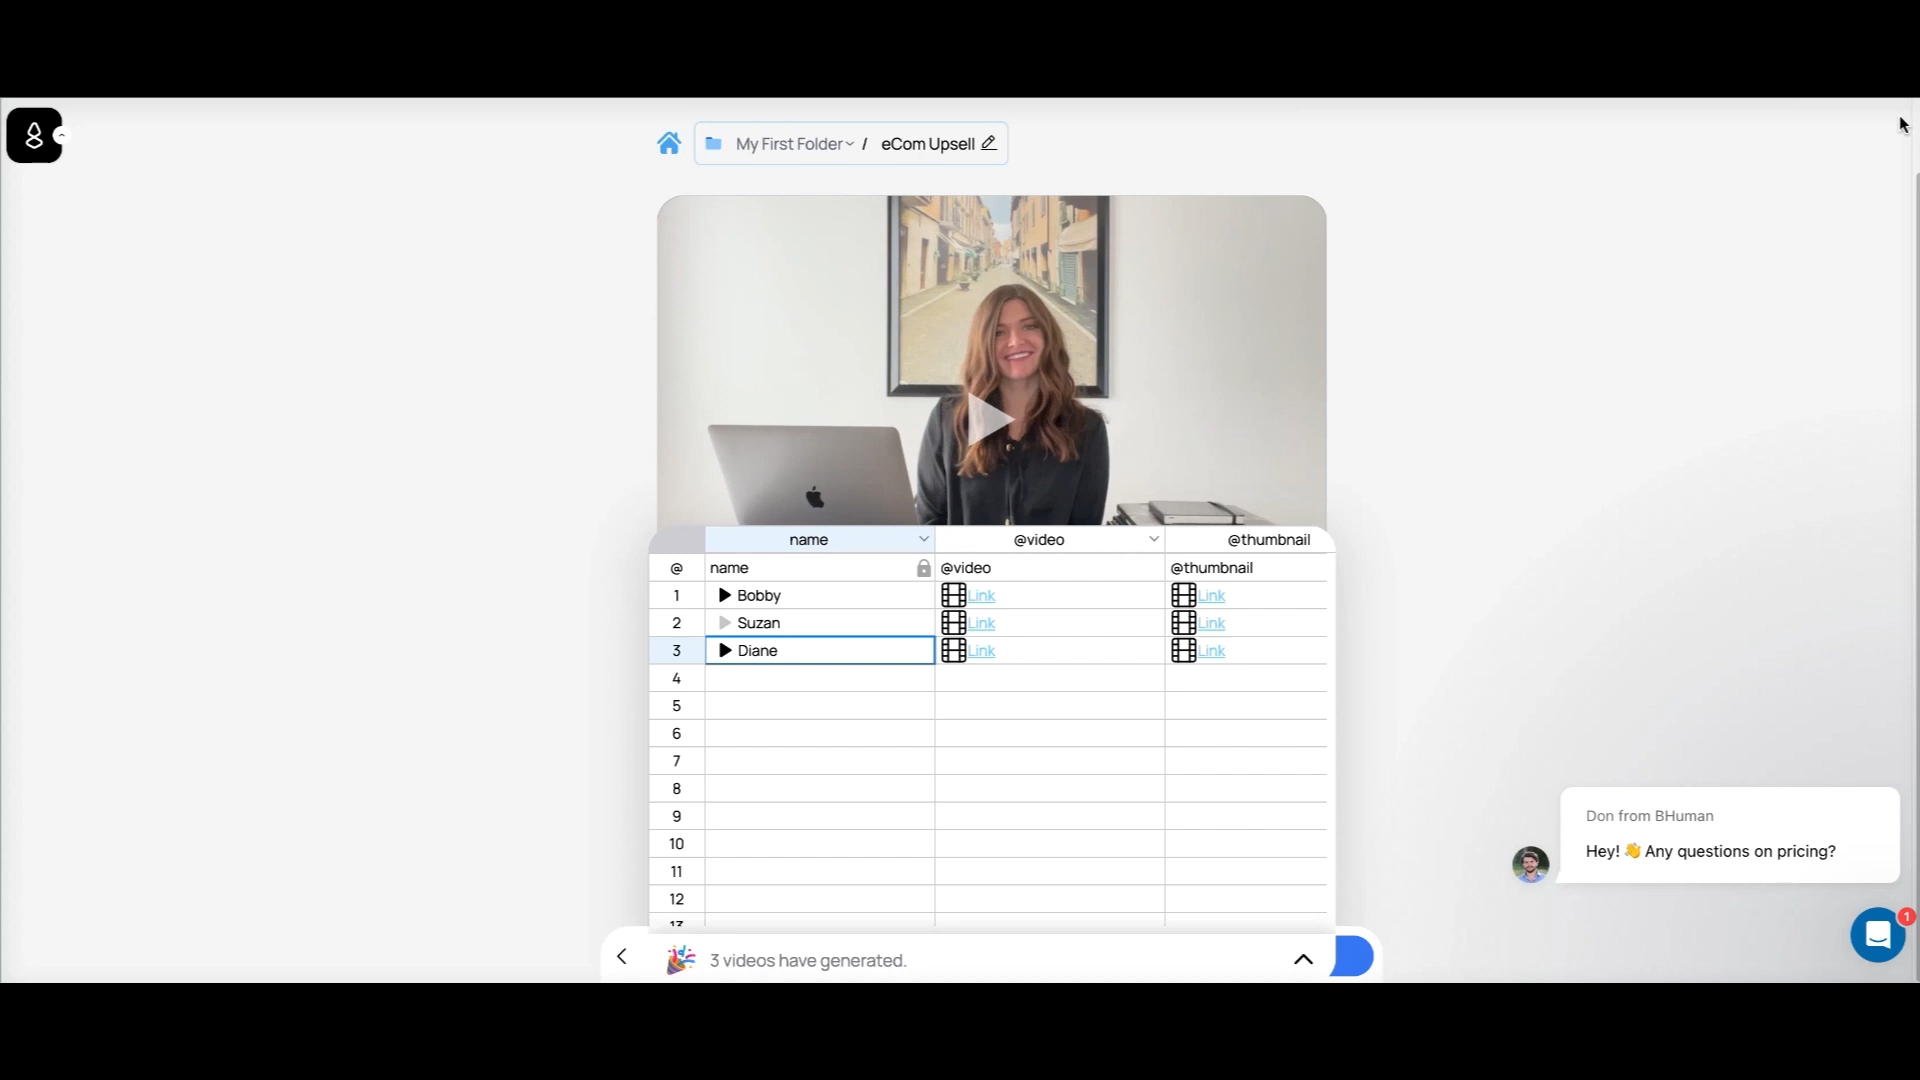 My First Folder / eCom Upsell
name @video @thumbnail
@ name @video @thumbnail
1 Bobby Link Link
2 Suzan Link Link
3 Diane Link Link
4
5
6
7
8
9
10
11
12
13
3 videos have generated.
Don from BHuman
Hey! 👋 Any questions on pricing?
1